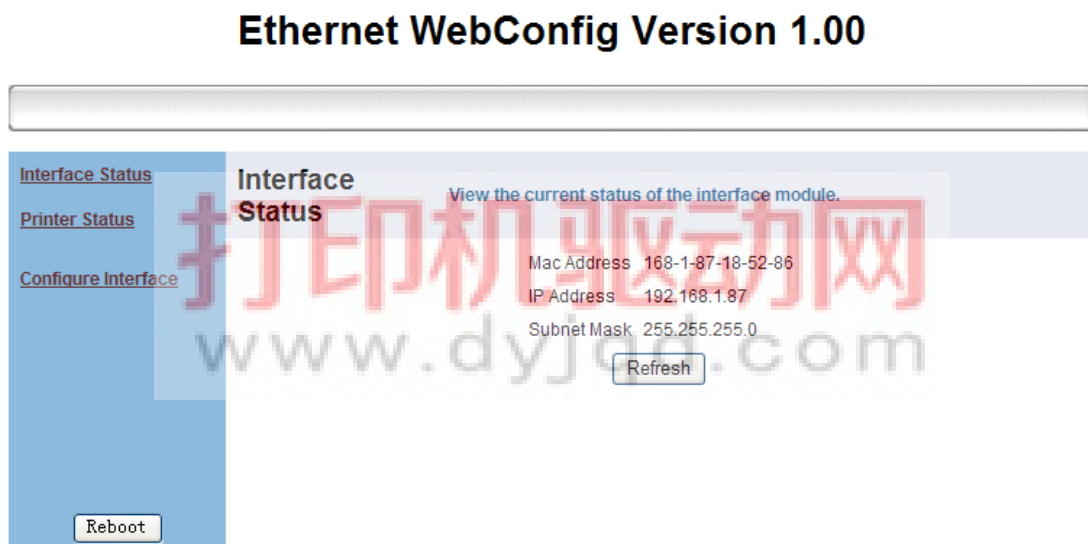 Ethernet WebConfig Version 1.00
Interface Status
Printer Status
Configure Interface
Reboot
Interface
Status
View the current status of the interface module.
Mac Address 168-1-87-18-52-86
IP Address 192.168.1.87
Subnet Mask 255.255.255.0
Refresh
打印机驱动网
www.dyjqd.com